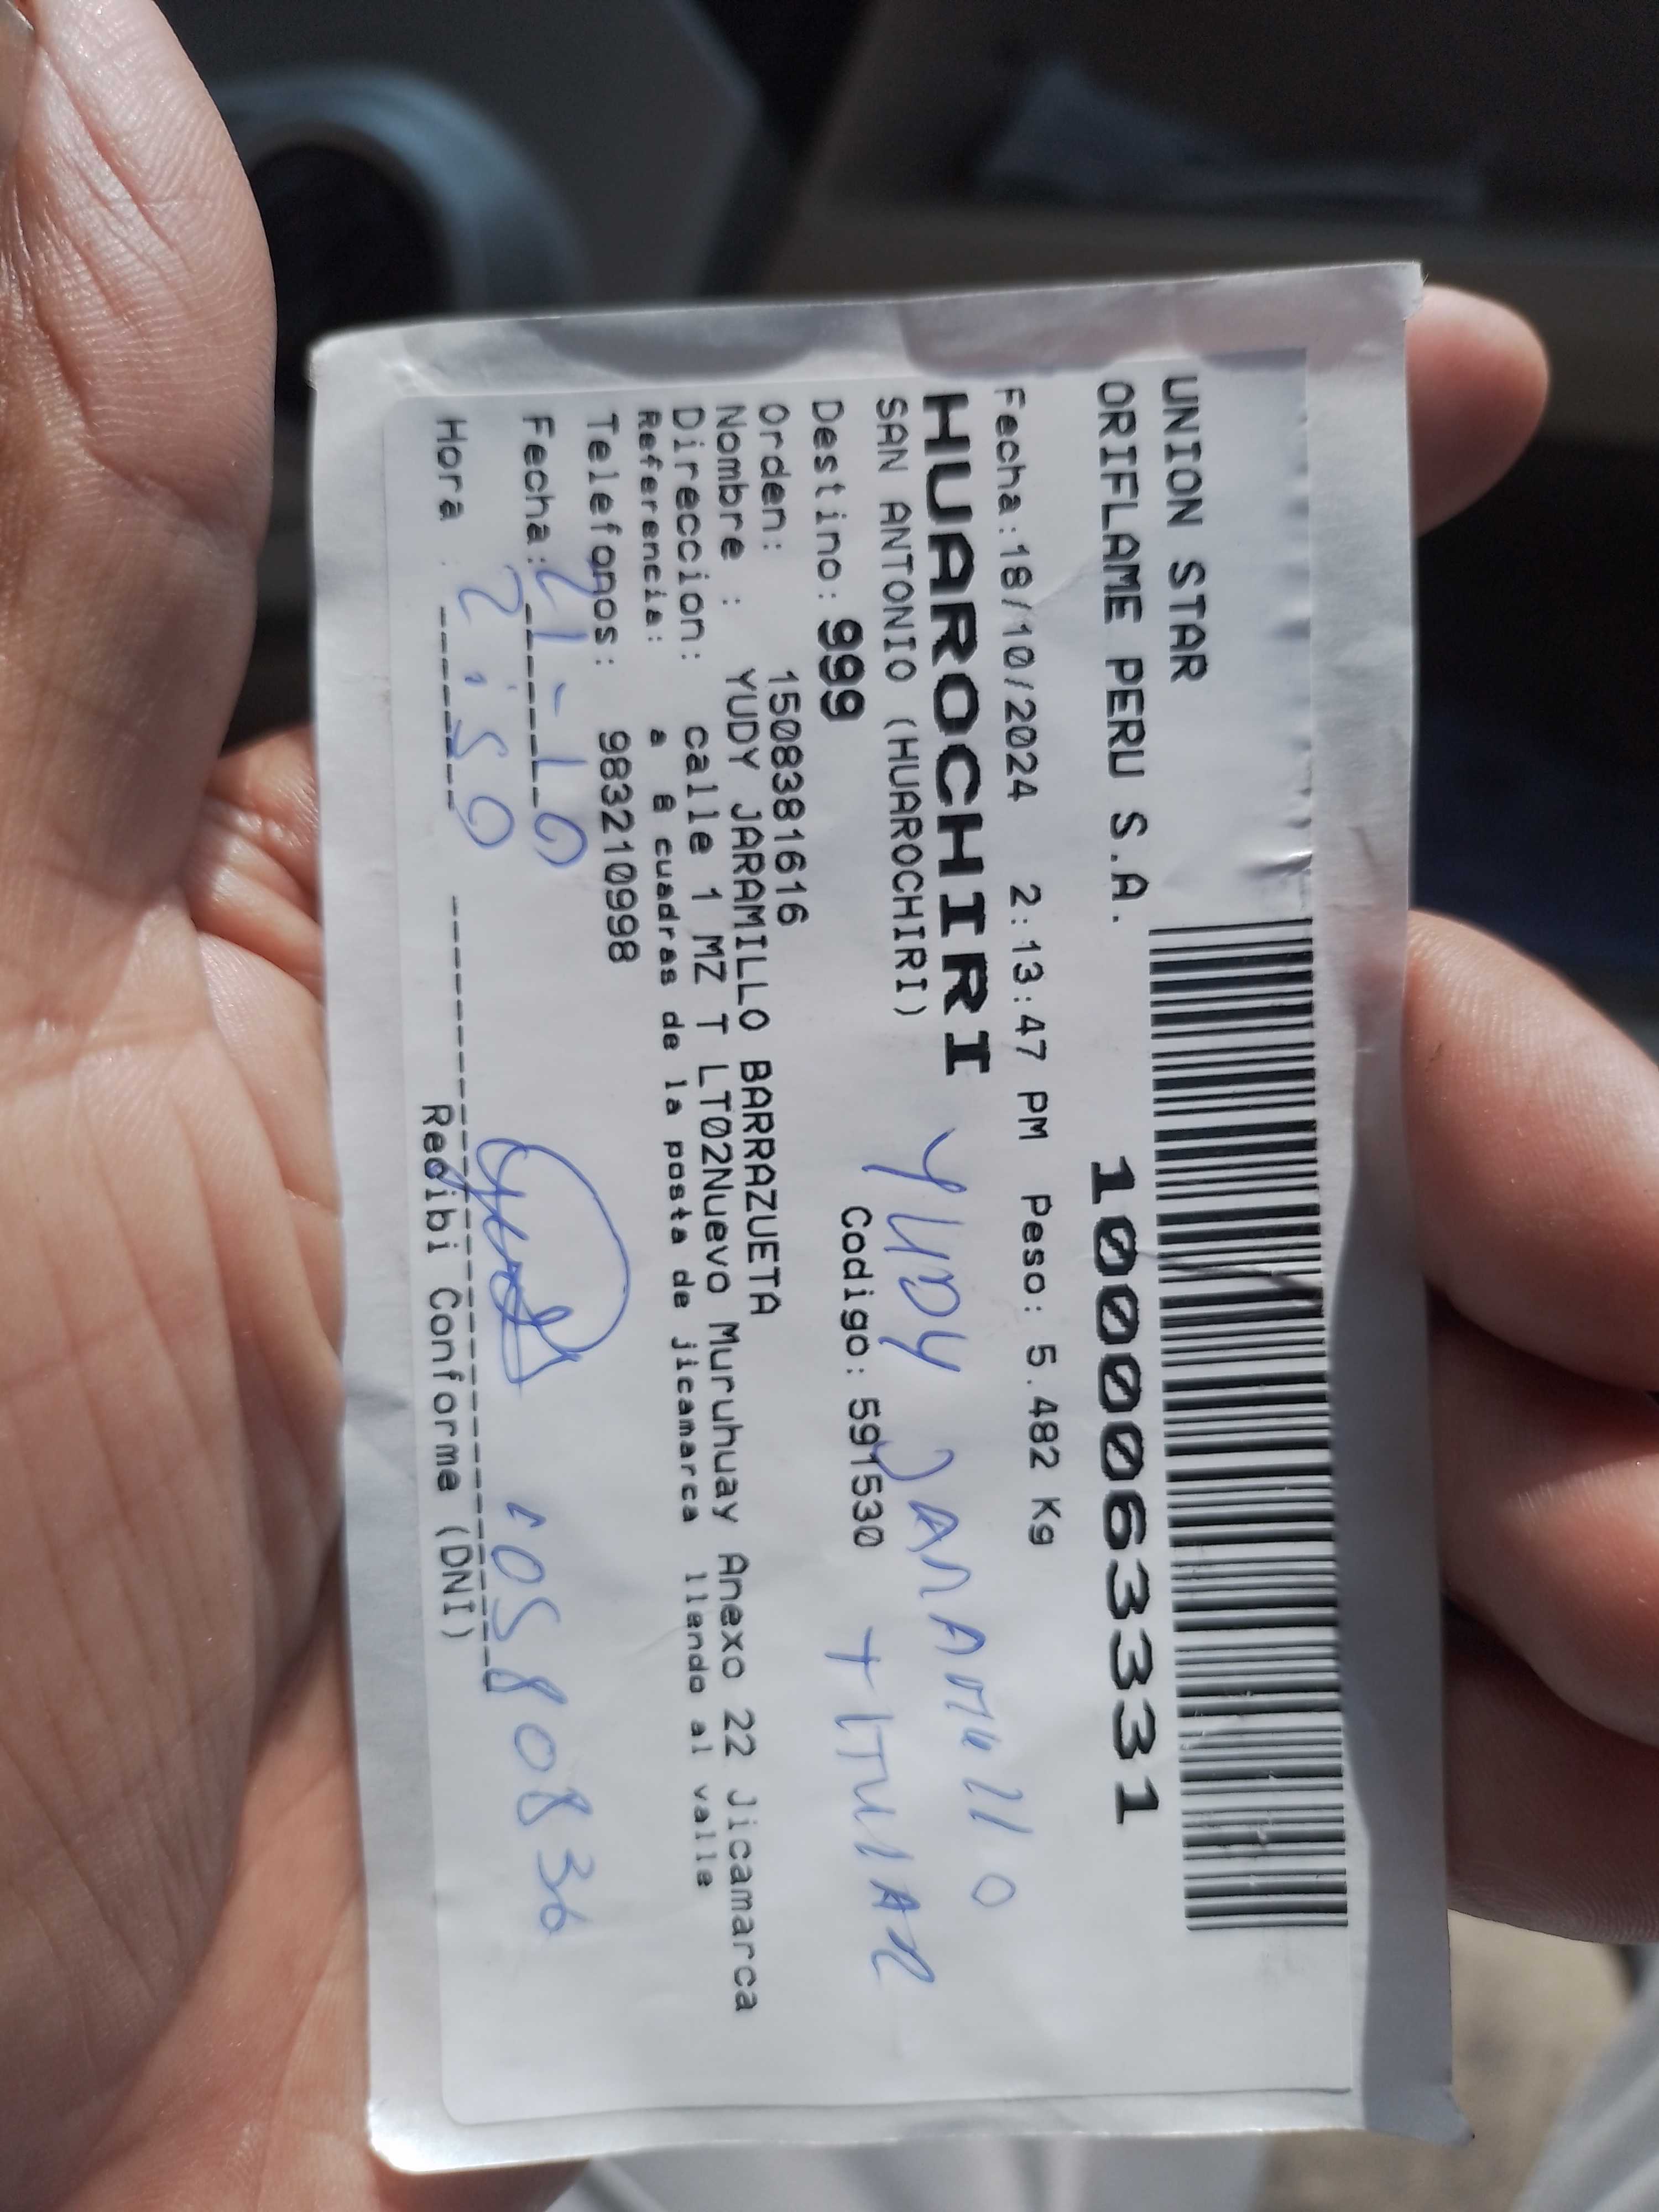 UNION STAR
ORIFLAME PERU S.A.
10000633331
Fecha:18/10/2024 2:13:47 PM Peso: 5.482 Kg
HUAROCHIRI
YUDY JARAMILLO
SAN ANTONIO (HUAROCHIRI)
Destino: 999 Codigo: 591530
TITULAR
Orden: 1508381616
Nombre : YUDY JARAMILLO BARRAZUETA
Direccion: calle 1 MZ T LT02Nuevo Muruhuay Anexo 22 Jicamarca
Referencia: a 8 cuadras de la posta de jicamarca llendo al valle
Telefonos: 983210998
Fecha: 21-10
Hora : 2:50
10580836
Recibi Conforme (DNI)